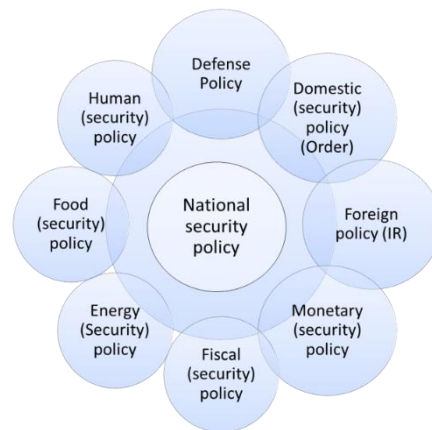 Defense
Policy
Domestic
(security)
policy
(Order)
Foreign
policy (IR)
Monetary
(security)
policy
Fiscal
(security)
policy
Energy
(Security)
policy
Food
(security)
policy
Human
(security)
policy
National
security
policy